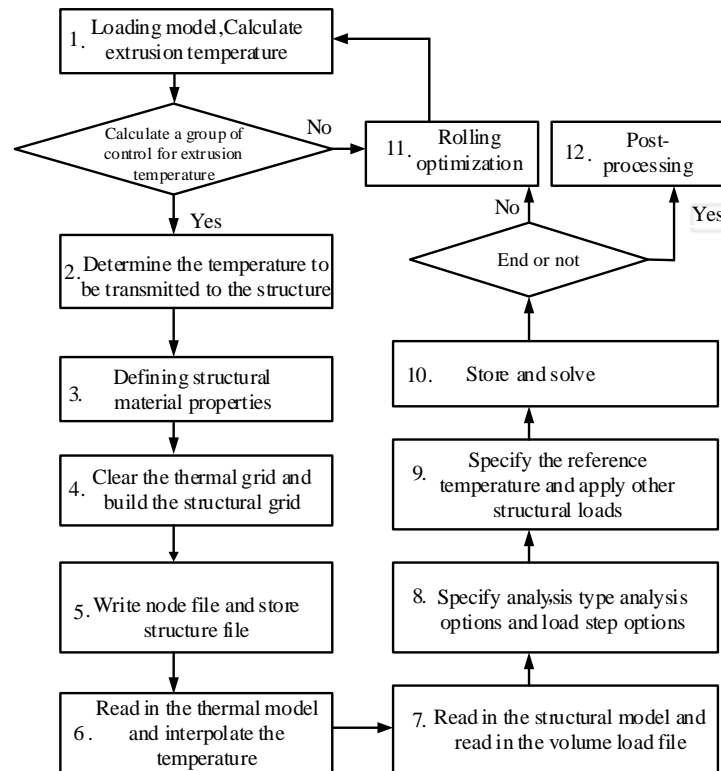 1. Loading model,Calculate
extrusion temperature
Calculate a group of
control for extrusion
temperature
No
Yes
2. Determine the temperature to
be transmitted to the structure
3. Defining structural
material properties
4. Clear the thermal grid and
build the structural grid
5. Write node file and store
structure file
6. Read in the thermal model
and interpolate the
temperature
7. Read in the structural model and
read in the volume load file
8. Specify analysis type analysis
options and load step options
9. Specify the reference
temperature and apply other
structural loads
10. Store and solve
End or not
No
Yes
11. Rolling
optimization
12. Post-
processing